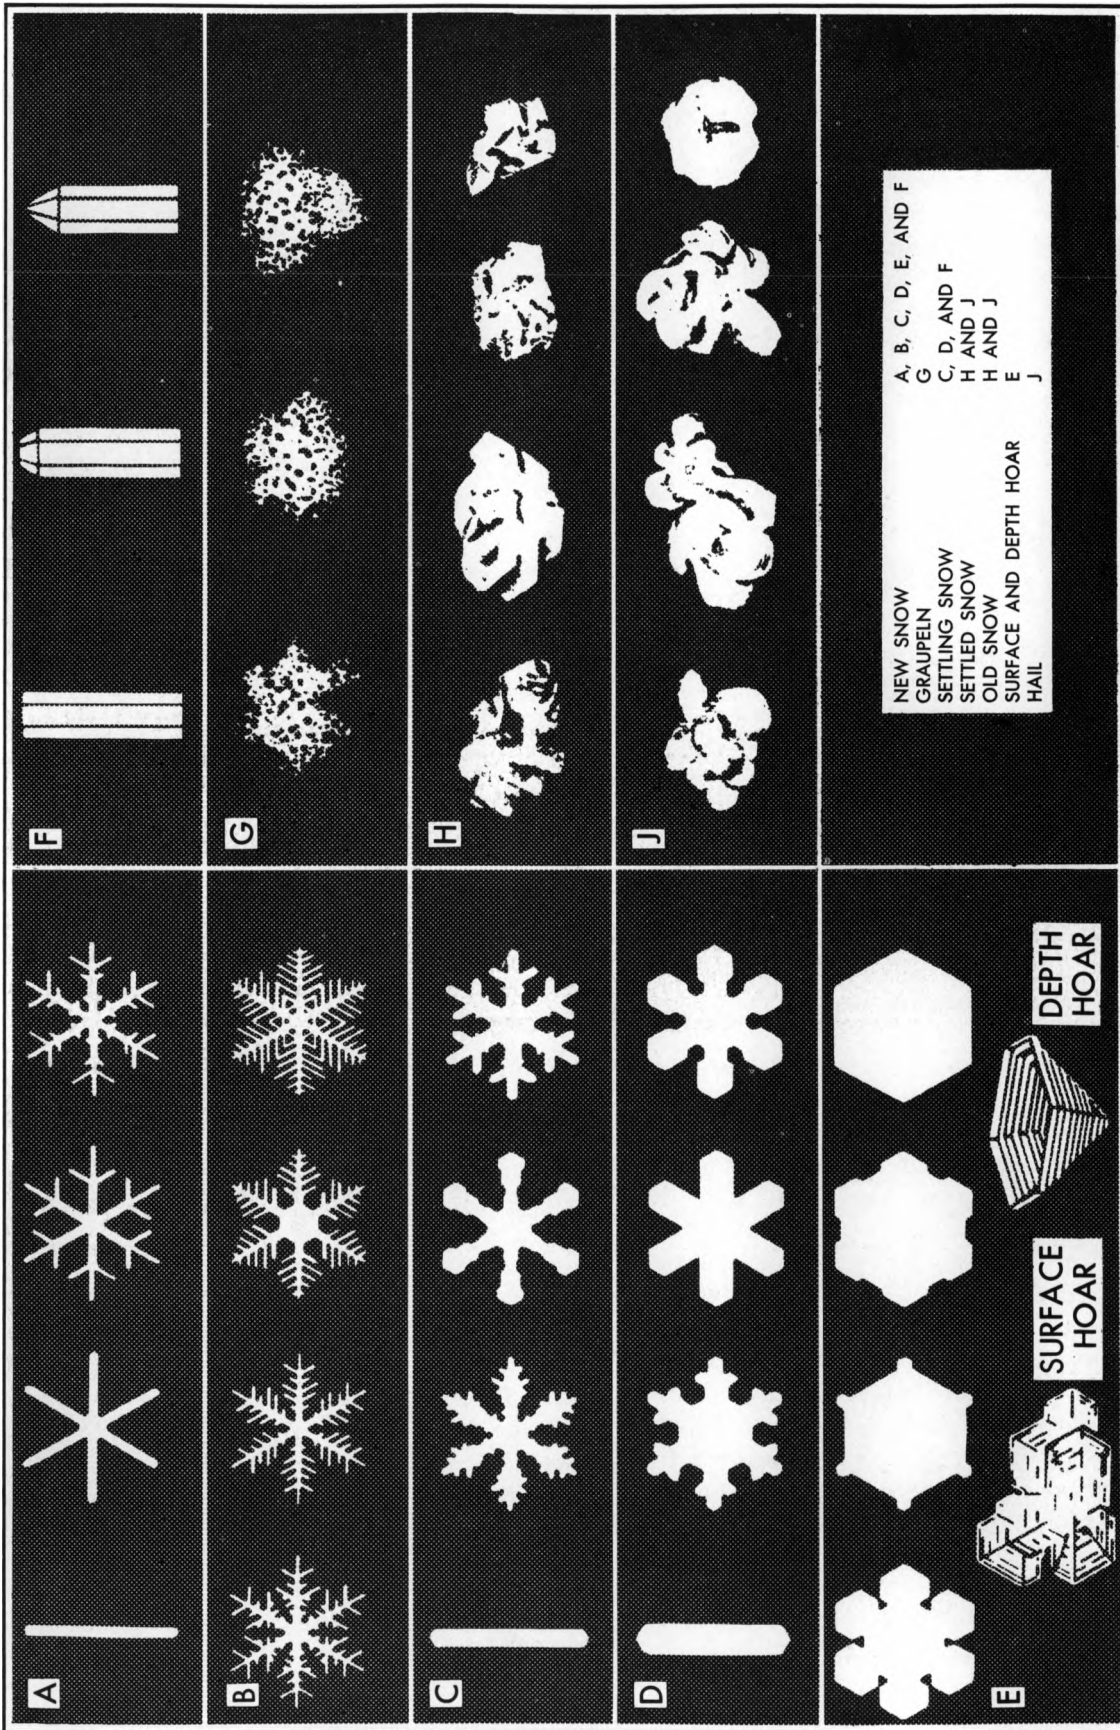 A
B
C
D
E
SURFACE
HOAR
DEPTH
HOAR
F
G
H
J
NEW SNOW A, B, C, D, E, AND F
GRAUPELN G
SETTLING SNOW C, D, AND F
SETTLED SNOW H AND J
OLD SNOW H AND J
SURFACE AND DEPTH HOAR E
HAIL J